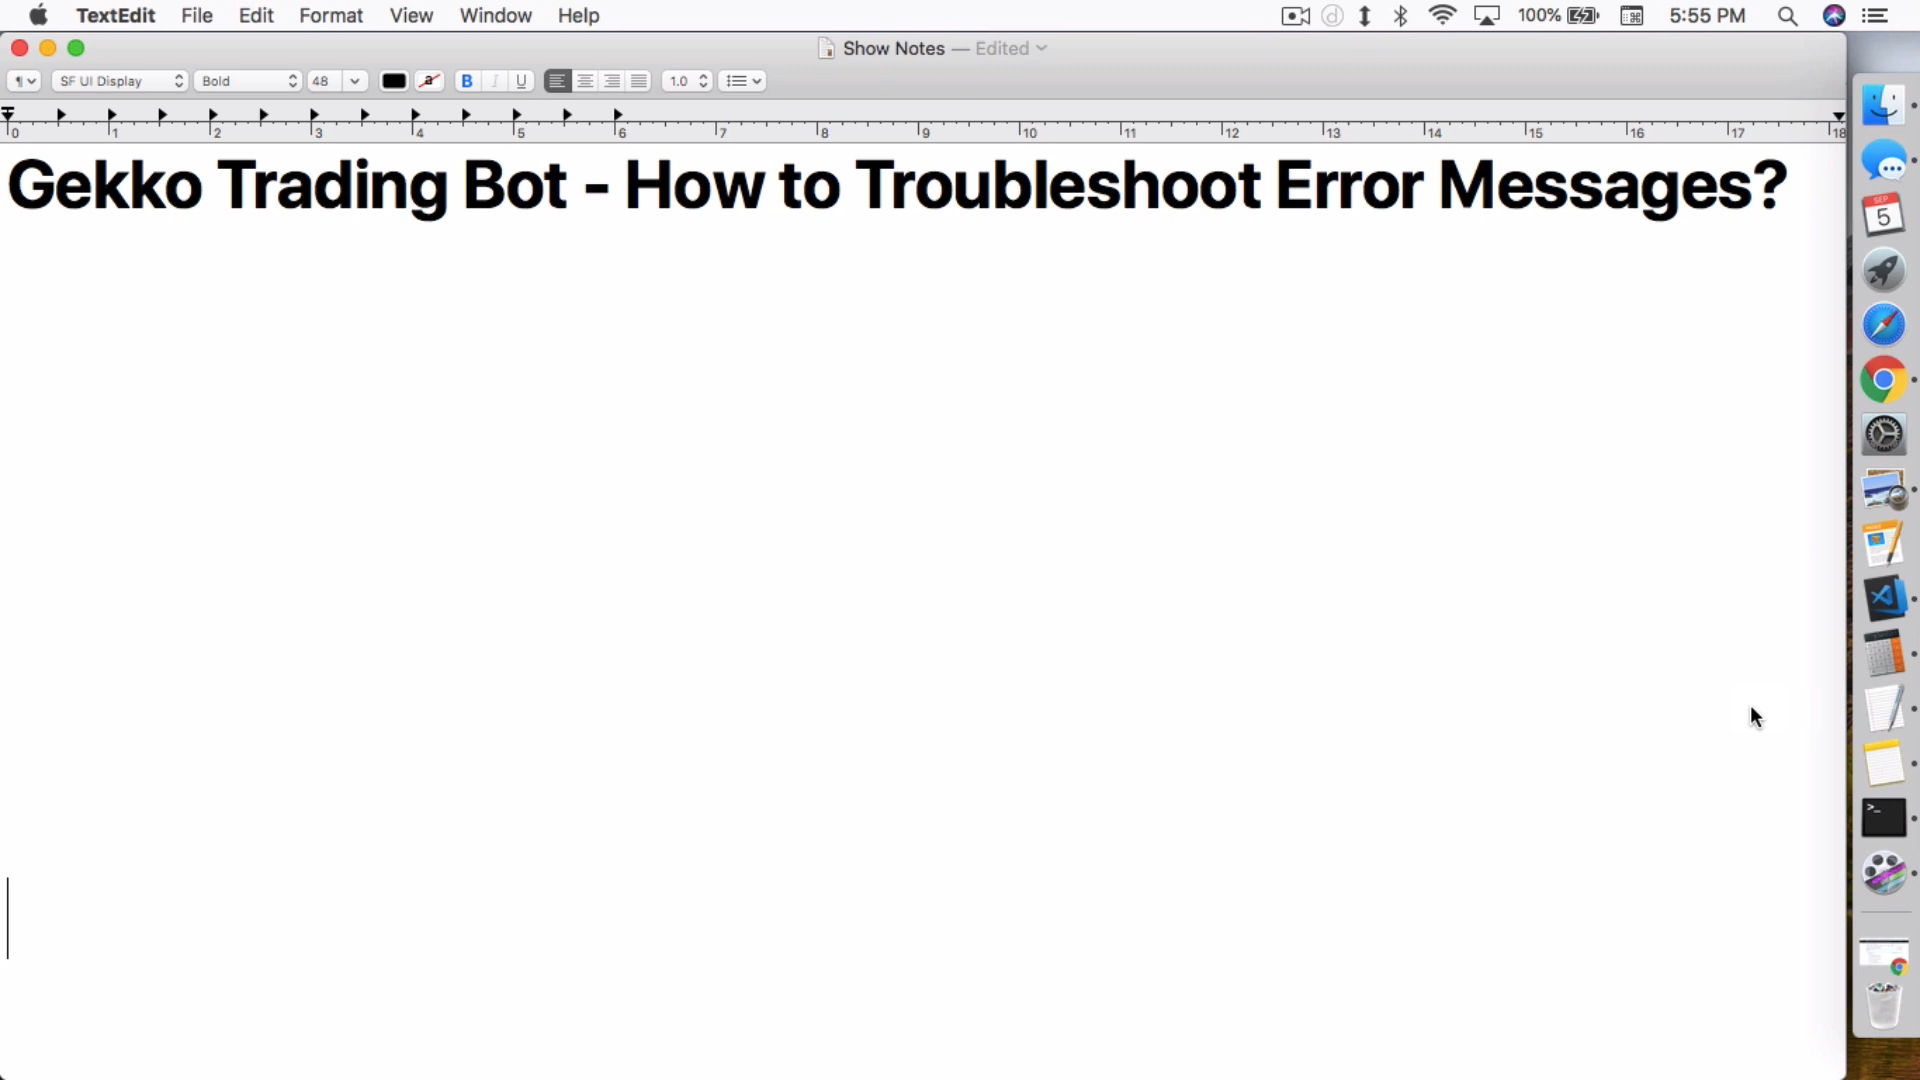 TextEdit File Edit Format View Window Help 100% 5:55 PM
Show Notes — Edited
SF UI Display Bold 48 a B I U 1.0
0 1 2 3 4 5 6 7 8 9 10 11 12 13 14 15 16 17 18
Gekko Trading Bot - How to Troubleshoot Error Messages?
SEP
5